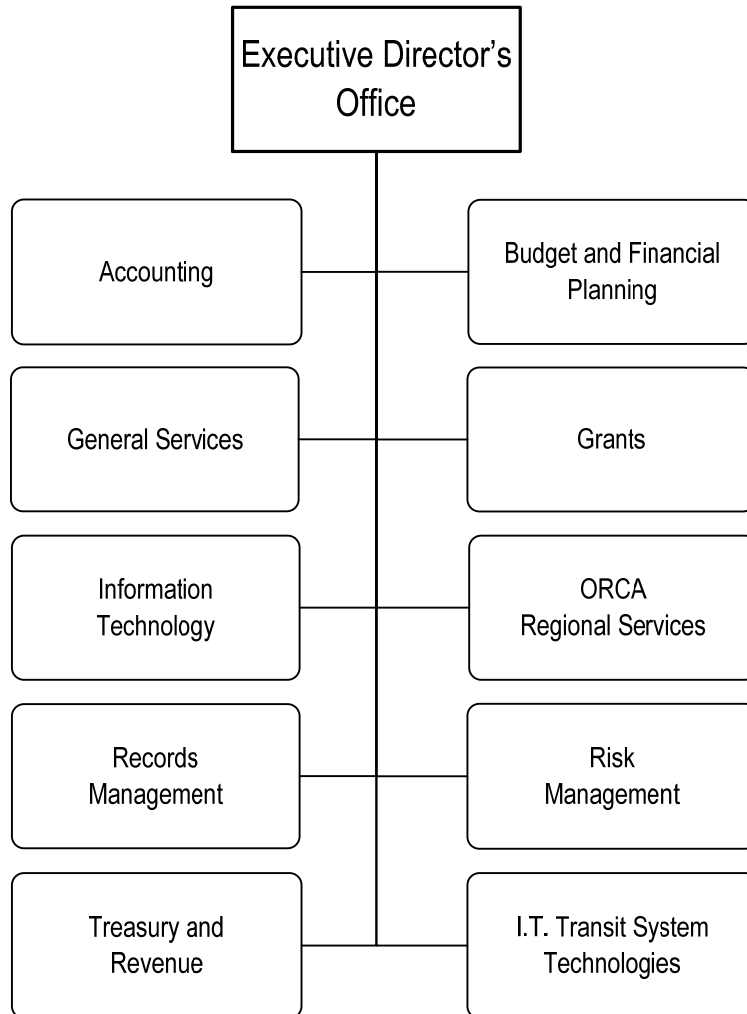 Executive Director’s
Office
Accounting
Budget and Financial
Planning
General Services
Grants
Information
Technology
ORCA
Regional Services
Records
Management
Risk
Management
Treasury and
Revenue
I.T. Transit System
Technologies